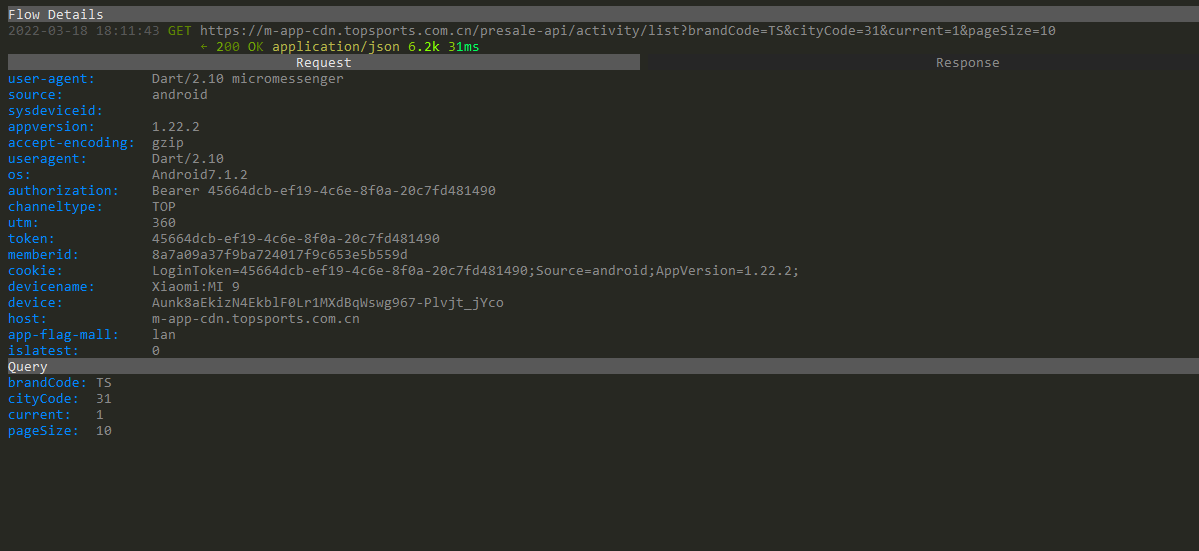 Flow Details
2022-03-18 18:11:43 GET https://m-app-cdn.topsports.com.cn/presale-api/activity/list?brandCode=TS&cityCode=31&current=1&pageSize=10
← 200 OK application/json 6.2k 31ms
Request Response
user-agent: Dart/2.10 micromessenger
source: android
sysdeviceid:
appversion: 1.22.2
accept-encoding: gzip
useragent: Dart/2.10
os: Android7.1.2
authorization: Bearer 45664dcb-ef19-4c6e-8f0a-20c7fd481490
channeltype: TOP
utm: 360
token: 45664dcb-ef19-4c6e-8f0a-20c7fd481490
memberid: 8a7a09a37f9ba724017f9c653e5b559d
cookie: LoginToken=45664dcb-ef19-4c6e-8f0a-20c7fd481490;Source=android;AppVersion=1.22.2;
devicename: Xiaomi:MI 9
device: Aunk8aEkizN4EkblF0Lr1MXdBqWswg967-Plvjt_jYco
host: m-app-cdn.topsports.com.cn
app-flag-mall: lan
islatest: 0
Query
brandCode: TS
cityCode: 31
current: 1
pageSize: 10